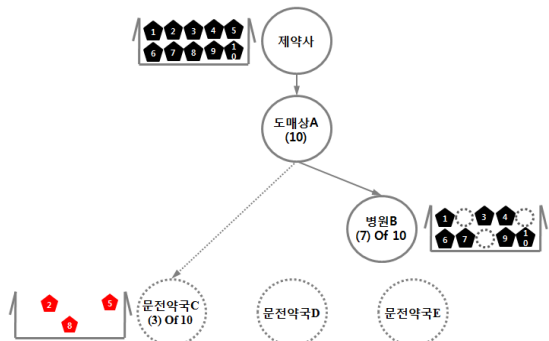 1 2 3 4 5
6 7 8 9 10
제약사
도매상A
(10)
병원B
(7) Of 10
1 3 4
6 7 9 10
2 5
8
문전약국C
(3) Of 10
문전약국D
문전약국E